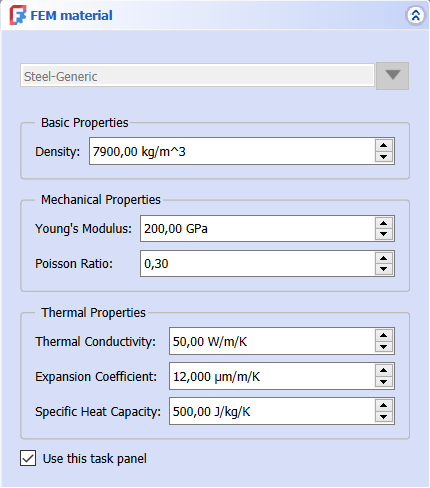 FEM material
Steel-Generic
Basic Properties
Density: 7900,00 kg/m^3
Mechanical Properties
Young's Modulus: 200,00 GPa
Poisson Ratio: 0,30
Thermal Properties
Thermal Conductivity: 50,00 W/m/K
Expansion Coefficient: 12,000 µm/m/K
Specific Heat Capacity: 500,00 J/kg/K
Use this task panel